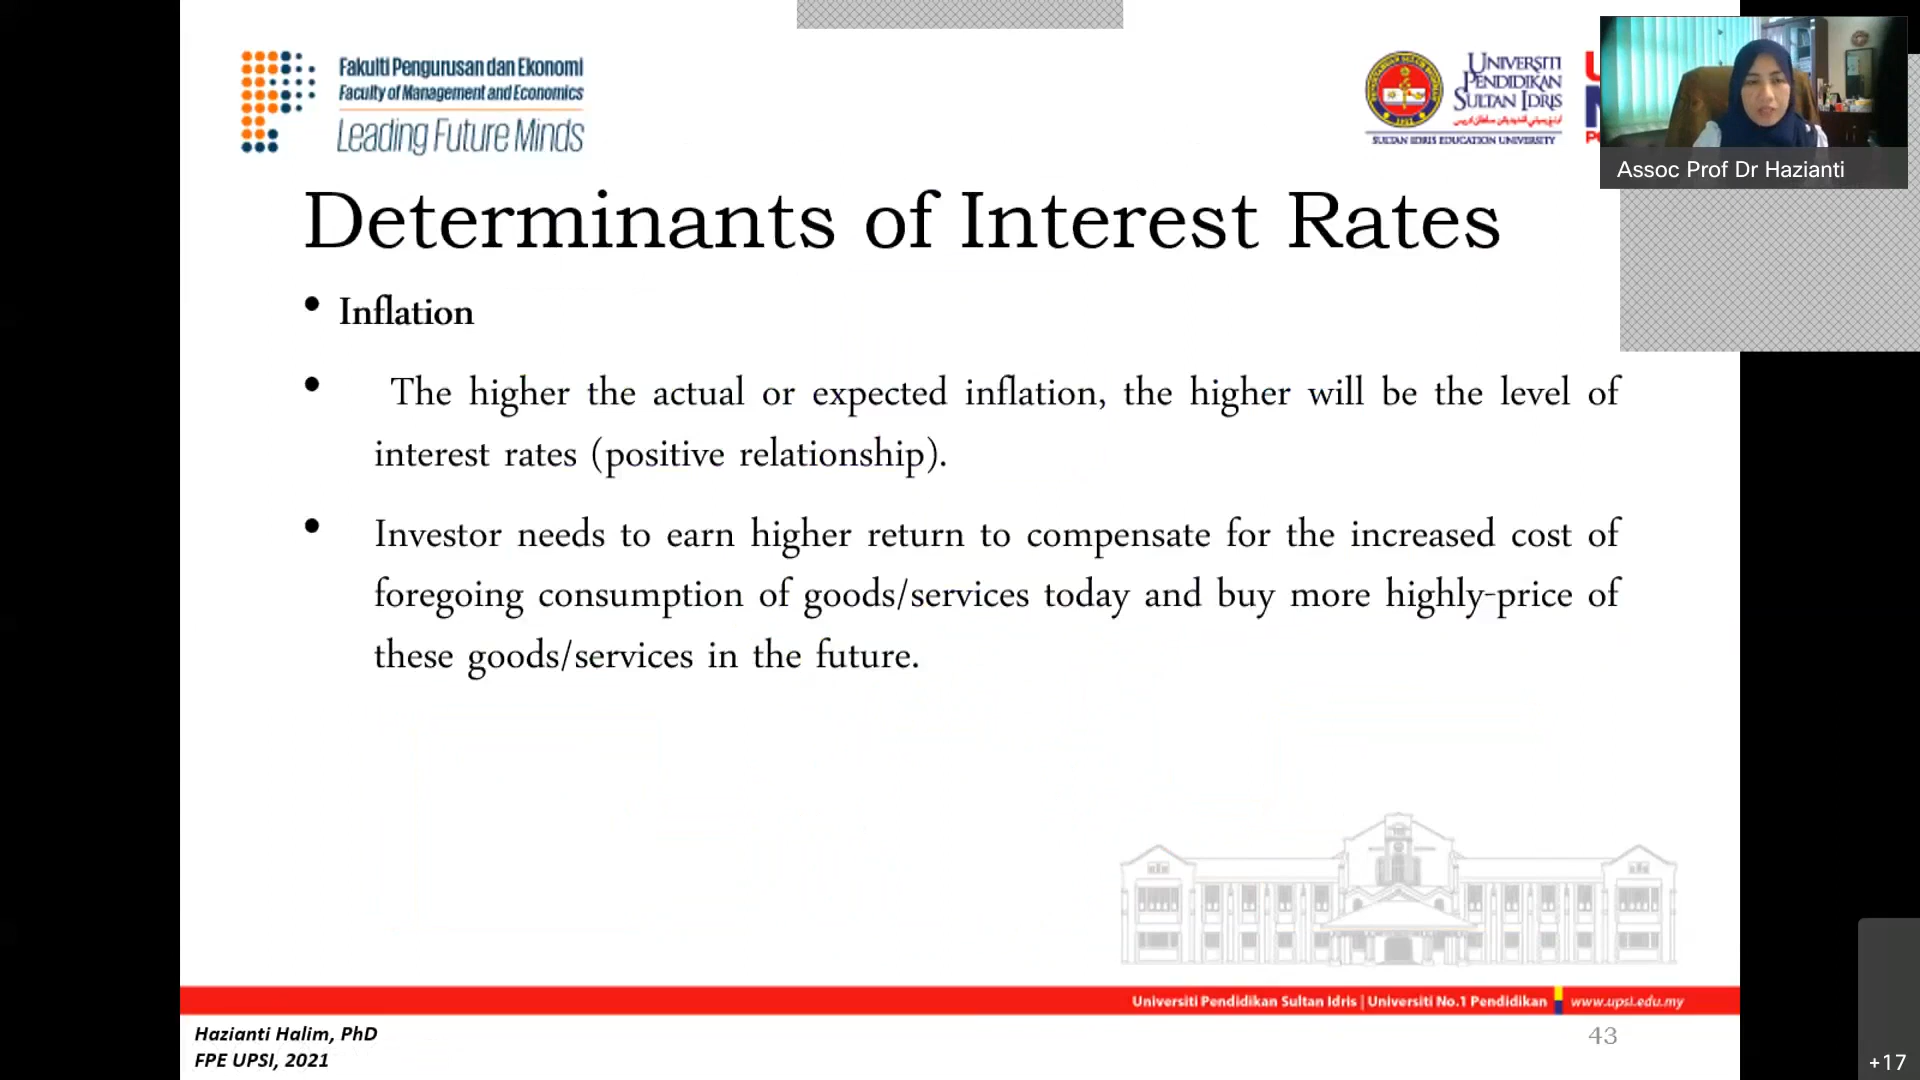 Fakulti Pengurusan dan Ekonomi
Faculty of Management and Economics
Leading Future Minds
UNIVERSITI
PENDIDIKAN
SULTAN IDRIS
SULTAN IDRIS EDUCATION UNIVERSITY
Assoc Prof Dr Hazianti
Determinants of Interest Rates
• Inflation
• The higher the actual or expected inflation, the higher will be the level of
interest rates (positive relationship).
• Investor needs to earn higher return to compensate for the increased cost of
foregoing consumption of goods/services today and buy more highly-price of
these goods/services in the future.
Universiti Pendidikan Sultan Idris | Universiti No.1 Pendidikan
www.upsi.edu.my
Hazianti Halim, PhD
FPE UPSI, 2021
43
+17